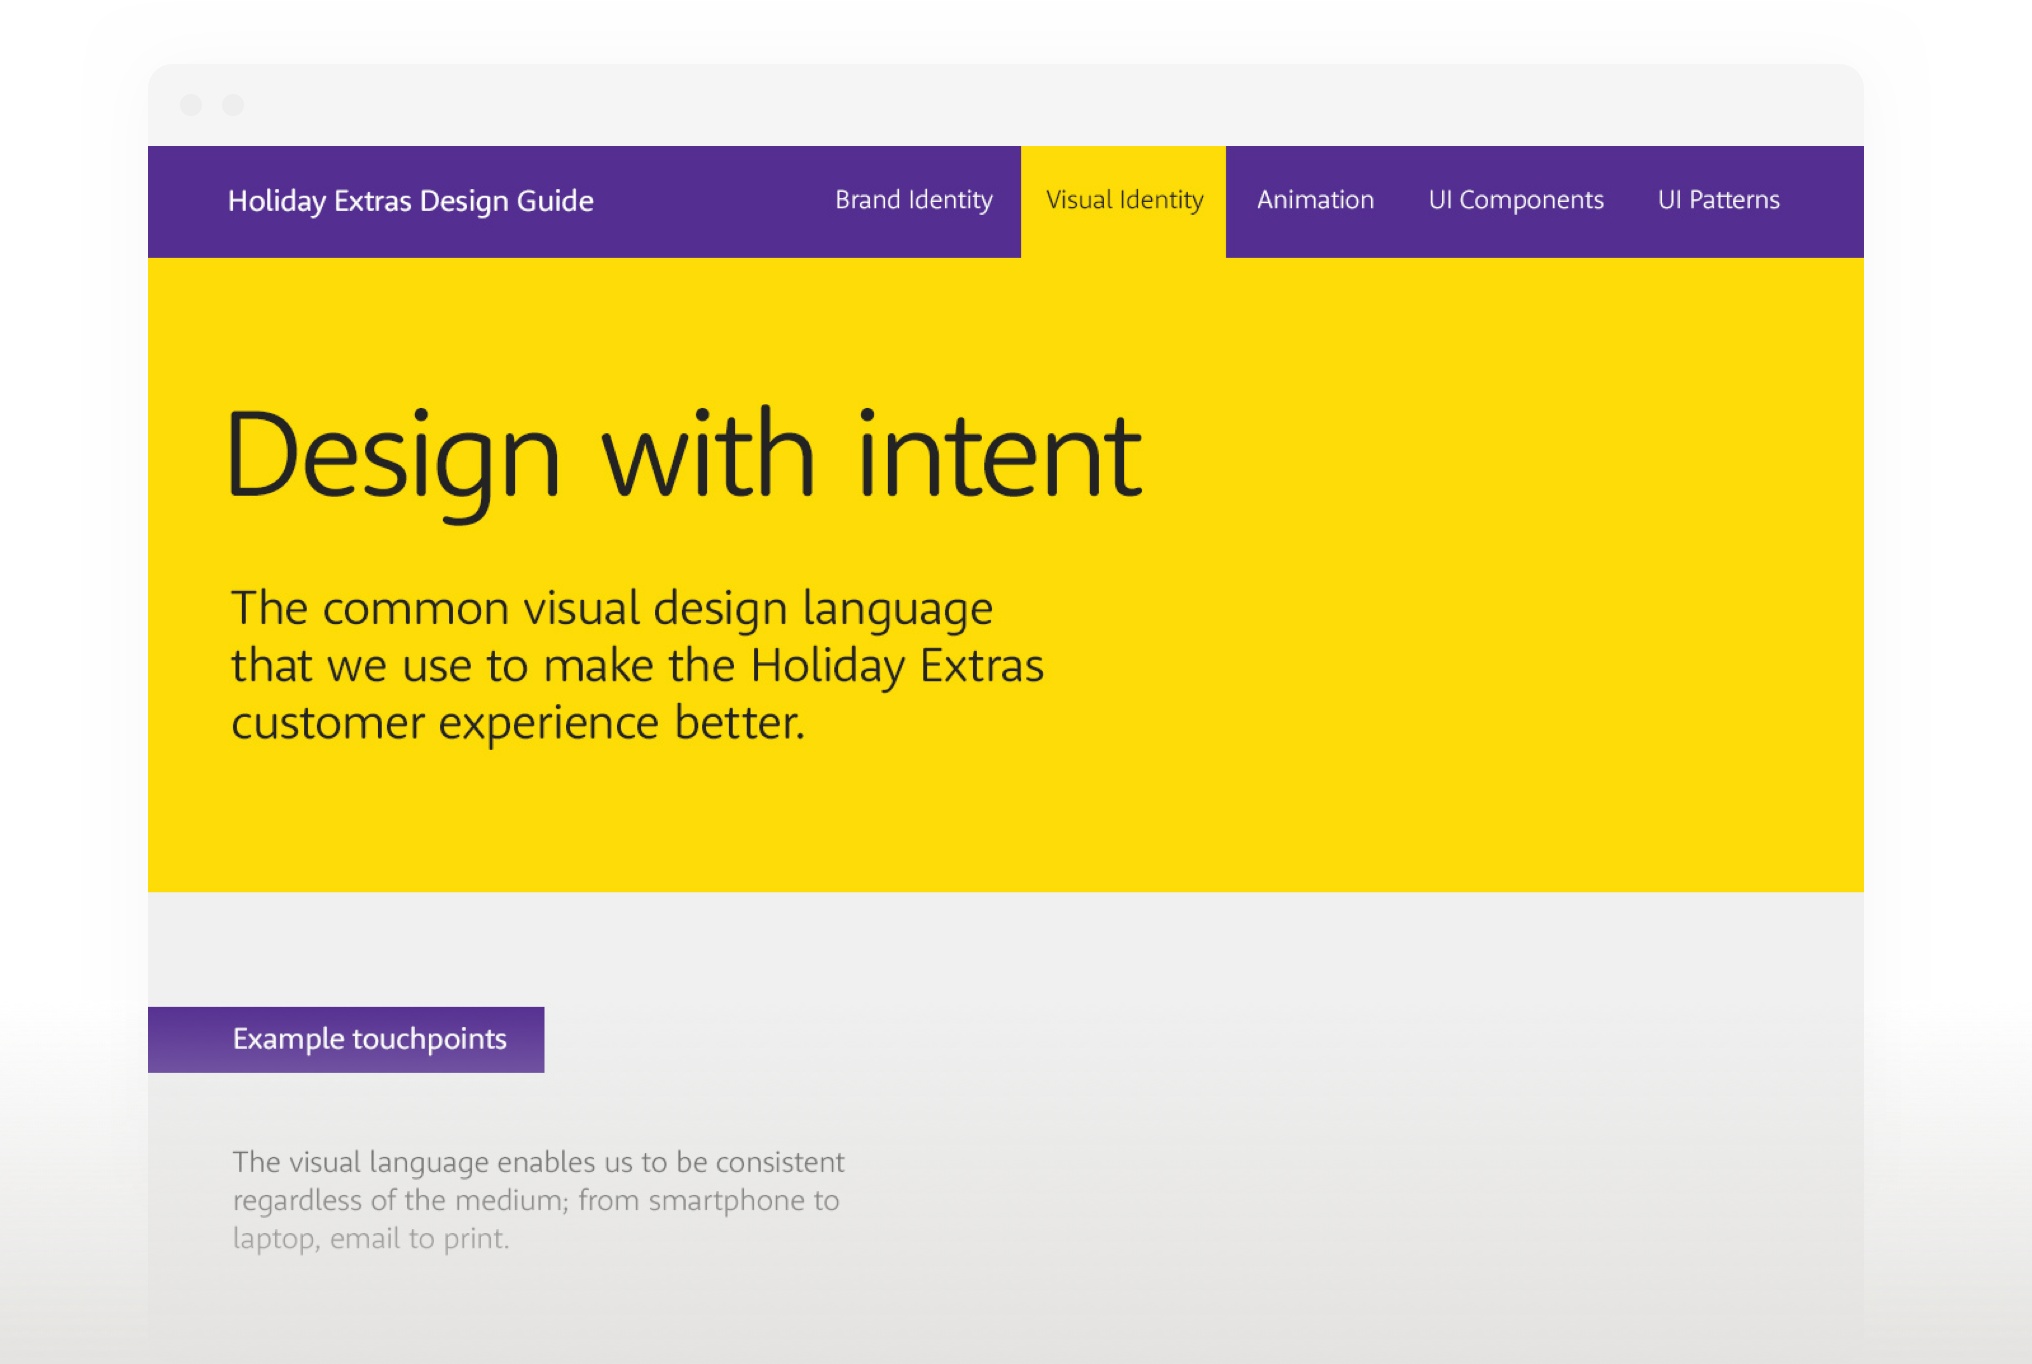 Holiday Extras Design Guide
Brand Identity
Visual Identity
Animation
UI Components
UI Patterns
Design with intent
The common visual design language
that we use to make the Holiday Extras
customer experience better.
Example touchpoints
The visual language enables us to be consistent
regardless of the medium; from smartphone to
laptop, email to print.